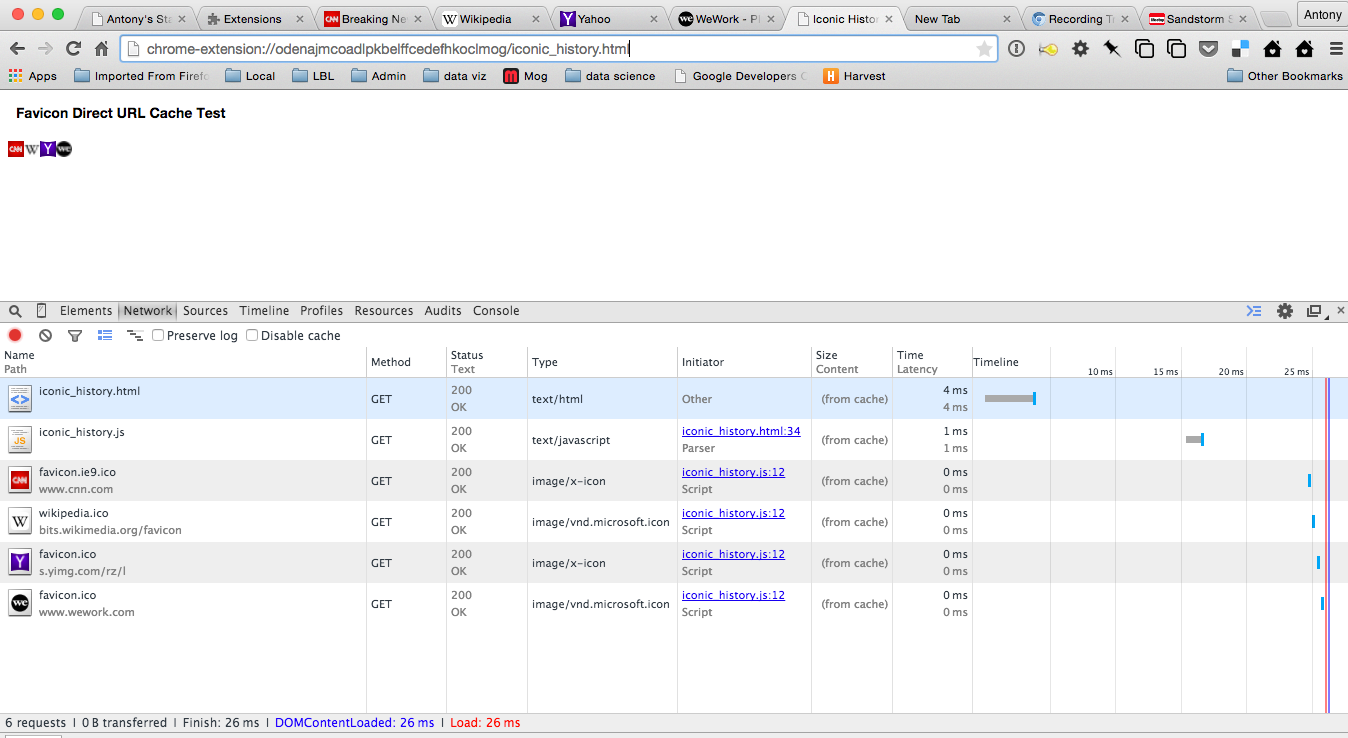 Antony's Sta
Extensions
Breaking Ne
Wikipedia
Yahoo
WeWork - Pl
Iconic Histor
New Tab
Recording Ti
Sandstorm S
Antony
chrome-extension://odenajmcoadlpkbelffcedefhkoclmog/iconic_history.html
Apps
Imported From Firefo
Local
LBL
Admin
data viz
Mog
data science
Google Developers C
Harvest
Other Bookmarks
Favicon Direct URL Cache Test
Elements Network Sources Timeline Profiles Resources Audits Console
Preserve log Disable cache
Name Path Method Status Text Type Initiator Size Content Time Latency Timeline 10 ms 15 ms 20 ms 25 ms
iconic_history.html GET 200 OK text/html Other (from cache) 4 ms 4 ms
iconic_history.js GET 200 OK text/javascript iconic_history.html:34 Parser (from cache) 1 ms 1 ms
favicon.ie9.ico www.cnn.com GET 200 OK image/x-icon iconic_history.js:12 Script (from cache) 0 ms 0 ms
wikipedia.ico bits.wikimedia.org/favicon GET 200 OK image/vnd.microsoft.icon iconic_history.js:12 Script (from cache) 0 ms 0 ms
favicon.ico s.yimg.com/rz/l GET 200 OK image/x-icon iconic_history.js:12 Script (from cache) 0 ms 0 ms
favicon.ico www.wework.com GET 200 OK image/vnd.microsoft.icon iconic_history.js:12 Script (from cache) 0 ms 0 ms
6 requests | 0 B transferred | Finish: 26 ms | DOMContentLoaded: 26 ms | Load: 26 ms